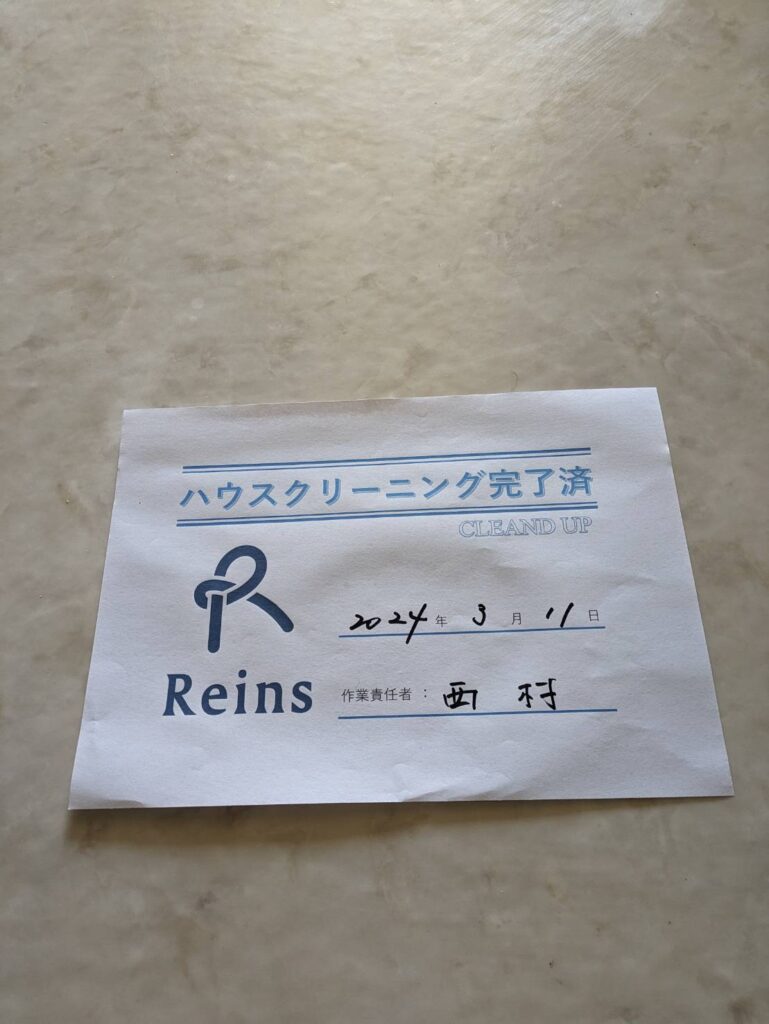 ハウスクリーニング完了済
CLEAND UP
2024年 3月 11日
Reins
作業責任者：西村